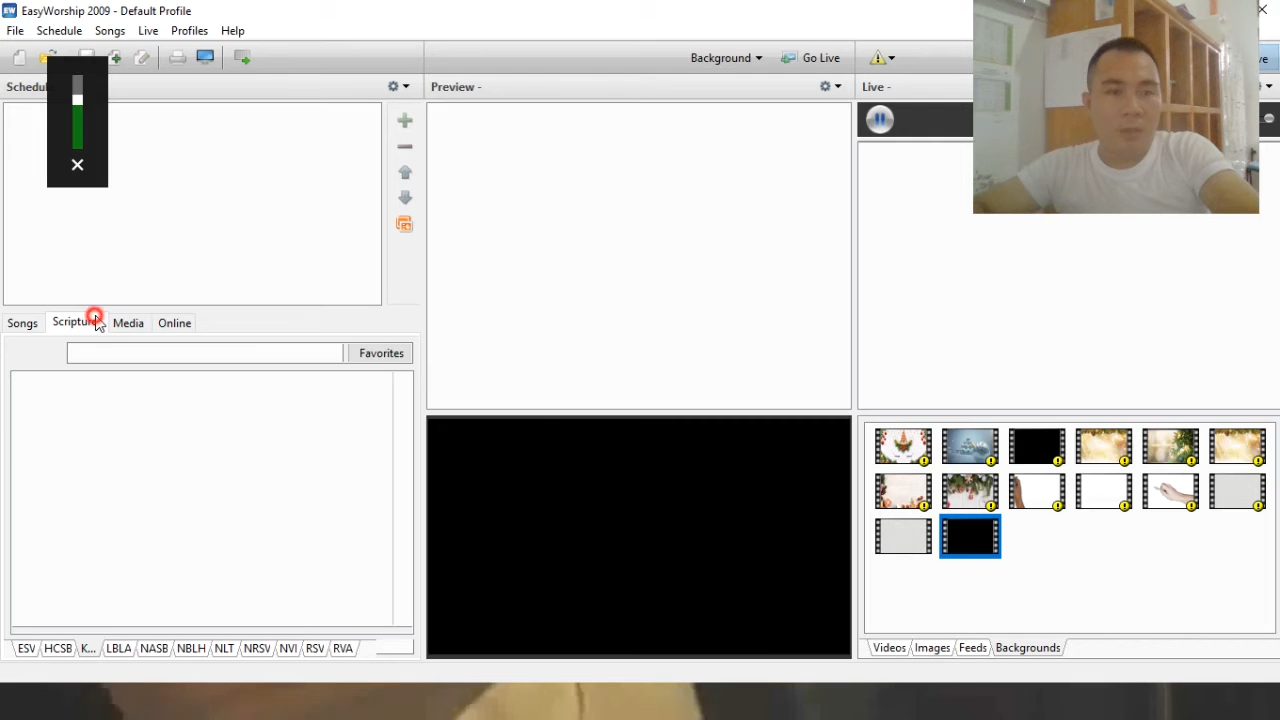 EasyWorship 2009 - Default Profile
File Schedule Songs Live Profiles Help
Background Go Live
Preview -
Live -
Songs Media Online
Favorites
ESV HCSB K... LBLA NASB NBLH NLT NRSV NVI RSV RVA
Videos Images Feeds Backgrounds